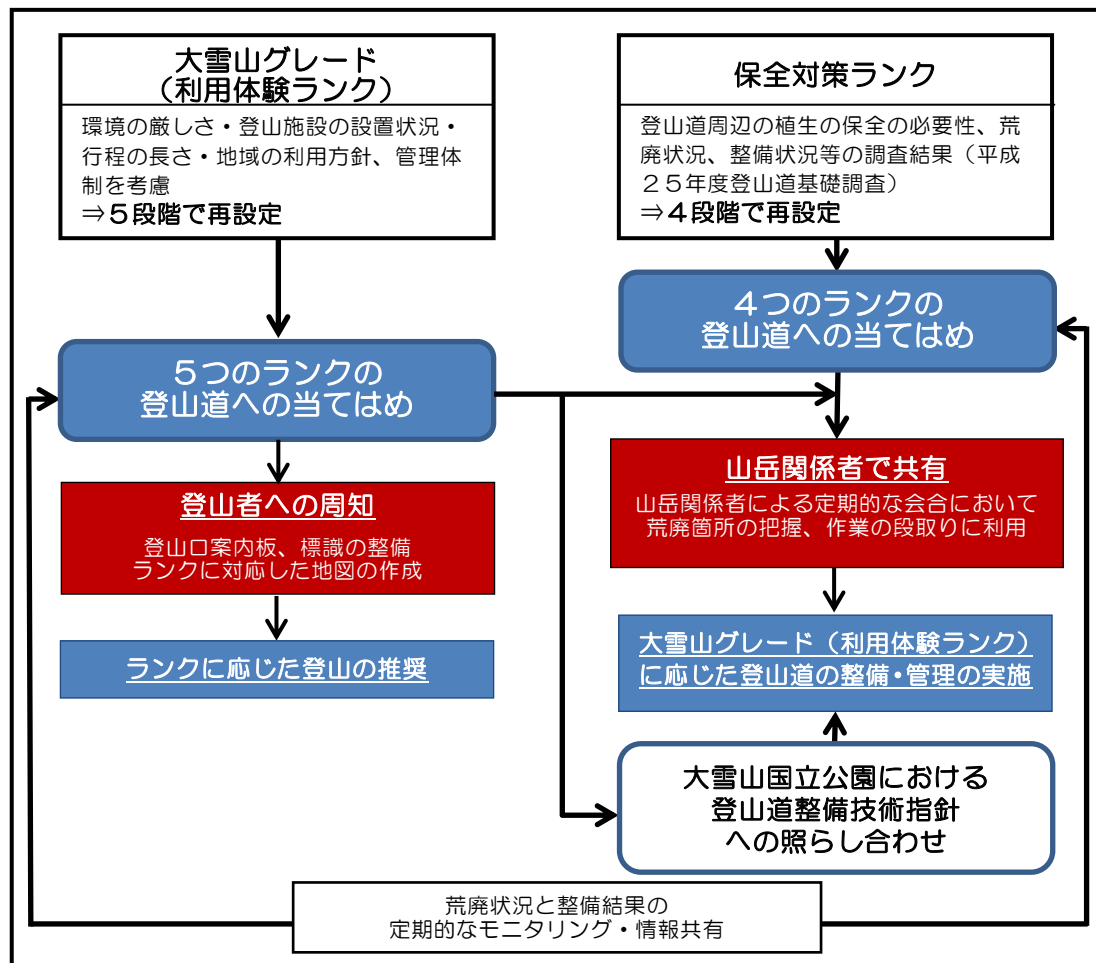 大雪山グレード
（利用体験ランク）
環境の厳しさ・登山施設の設置状況・
行程の長さ・地域の利用方針、管理体
制を考慮
⇒５段階で再設定
５つのランクの
登山道への当てはめ
登山者への周知
登山口案内板、標識の整備
ランクに対応した地図の作成
ランクに応じた登山の推奨
保全対策ランク
登山道周辺の植生の保全の必要性、荒
廃状況、整備状況等の調査結果（平成
２５年度登山道基礎調査）
⇒４段階で再設定
４つのランクの
登山道への当てはめ
山岳関係者で共有
山岳関係者による定期的な会合において
荒廃箇所の把握、作業の段取りに利用
大雪山グレード（利用体験ランク）
に応じた登山道の整備・管理の実施
大雪山国立公園における
登山道整備技術指針
への照らし合わせ
荒廃状況と整備結果の
定期的なモニタリング・情報共有